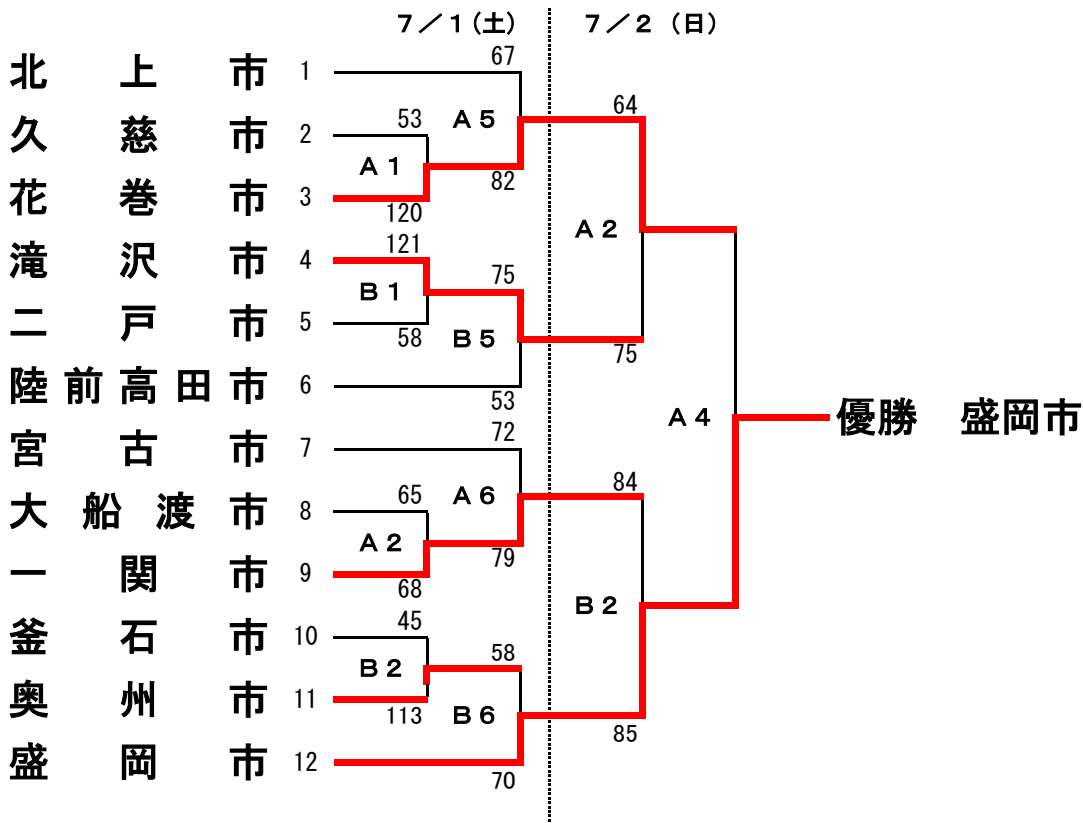 7／1（土） 7／2（日）
67
北上市 1
64
53 A5
久慈市 2
A1
82
花巻市 3
120
A2
121
滝沢市 4
75
B1
二戸市 5
58 B5
75
陸前高田市 6
53
A4 優勝 盛岡市
72
宮古市 7
84
65 A6
大船渡市 8
A2
79
一関市 9
68
B2
45
釜石市 10
58
B2
奥州市 11
113 B6
85
盛岡市 12
70